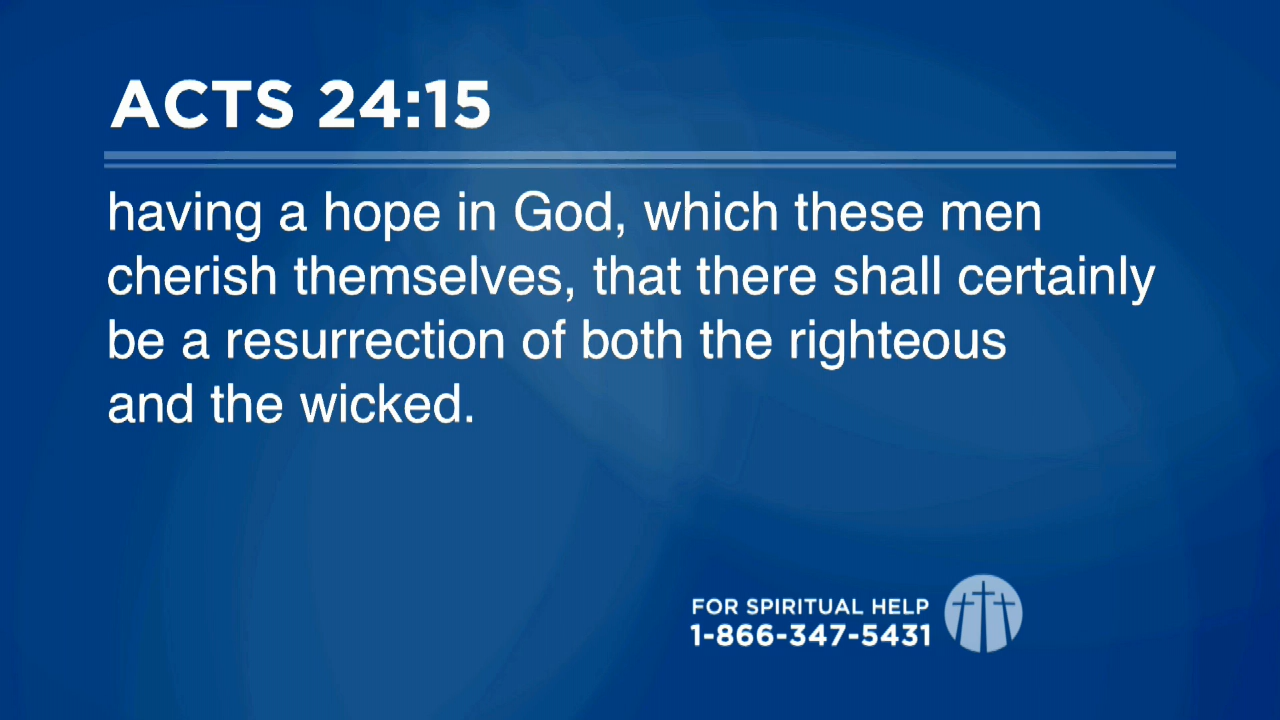 ACTS 24:15
having a hope in God, which these men
cherish themselves, that there shall certainly
be a resurrection of both the righteous
and the wicked.
FOR SPIRITUAL HELP
1-866-347-5431